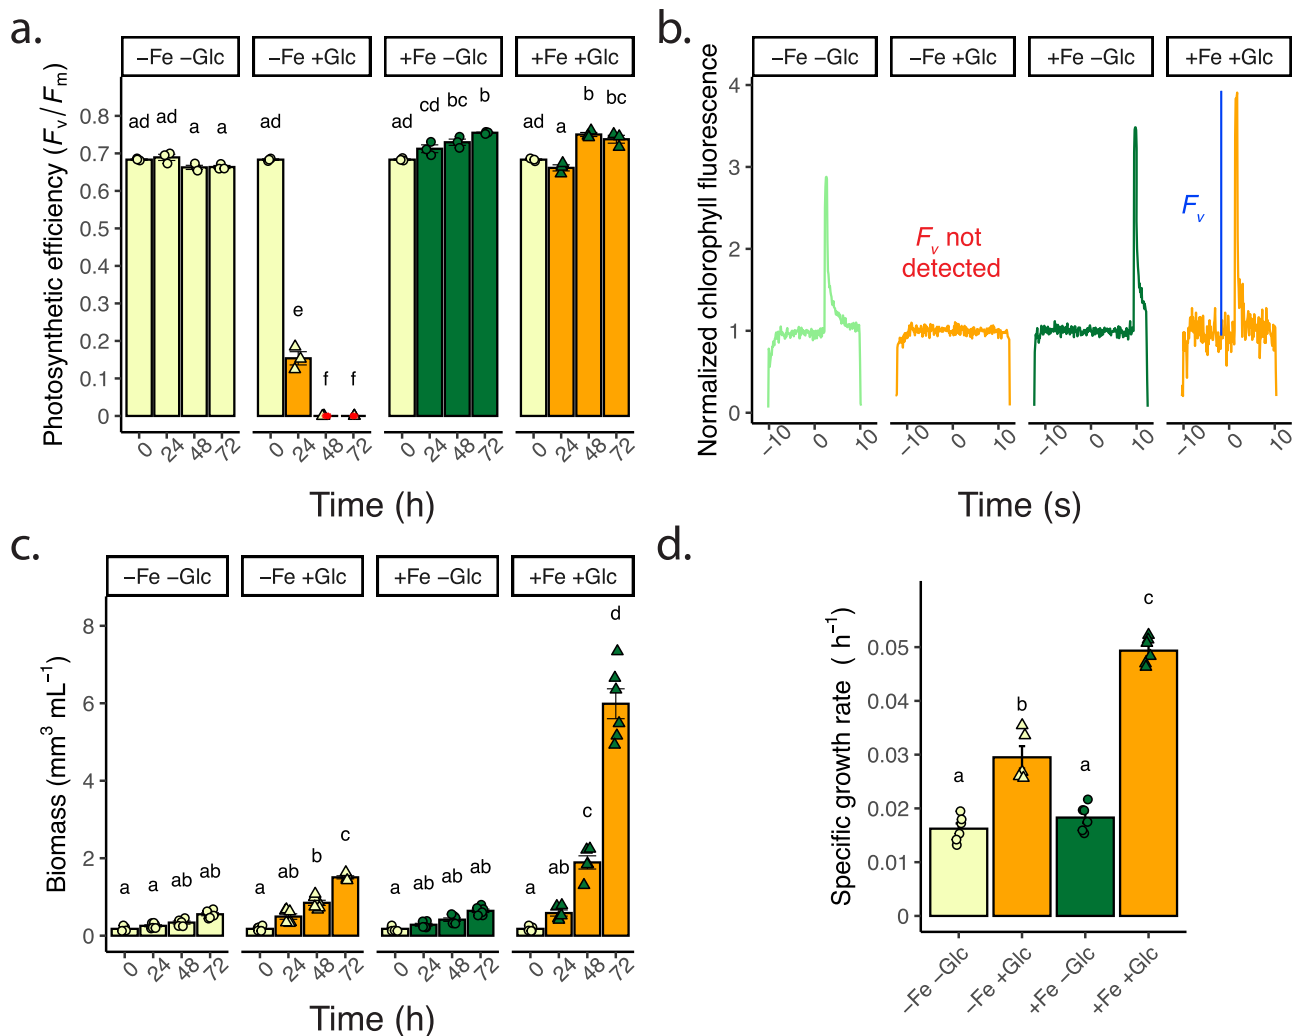 a.
−Fe −Glc
−Fe +Glc
+Fe −Glc
+Fe +Glc
Photosynthetic efficiency (Fv / Fm)
0.8
0.7
0.6
0.5
0.4
0.3
0.2
0.1
0
ad ad a a
ad e f f
ad cd bc b
ad a b bc
0 24 48 72
0 24 48 72
0 24 48 72
0 24 48 72
Time (h)
b.
−Fe −Glc
−Fe +Glc
+Fe −Glc
+Fe +Glc
Normalized chlorophyll fluorescence
4
3
2
1
0
Fv not
detected
Fv
−10 0 10
−10 0 10
−10 0 10
−10 0 10
Time (s)
c.
−Fe −Glc
−Fe +Glc
+Fe −Glc
+Fe +Glc
Biomass (mm³ mL⁻¹)
8
6
4
2
0
a a ab ab
a ab b c
a ab ab ab
a ab c d
0 24 48 72
0 24 48 72
0 24 48 72
0 24 48 72
Time (h)
d.
Specific growth rate ( h⁻¹)
0.05
0.04
0.03
0.02
0.01
0
a
b
a
c
−Fe −Glc
−Fe +Glc
+Fe −Glc
+Fe +Glc